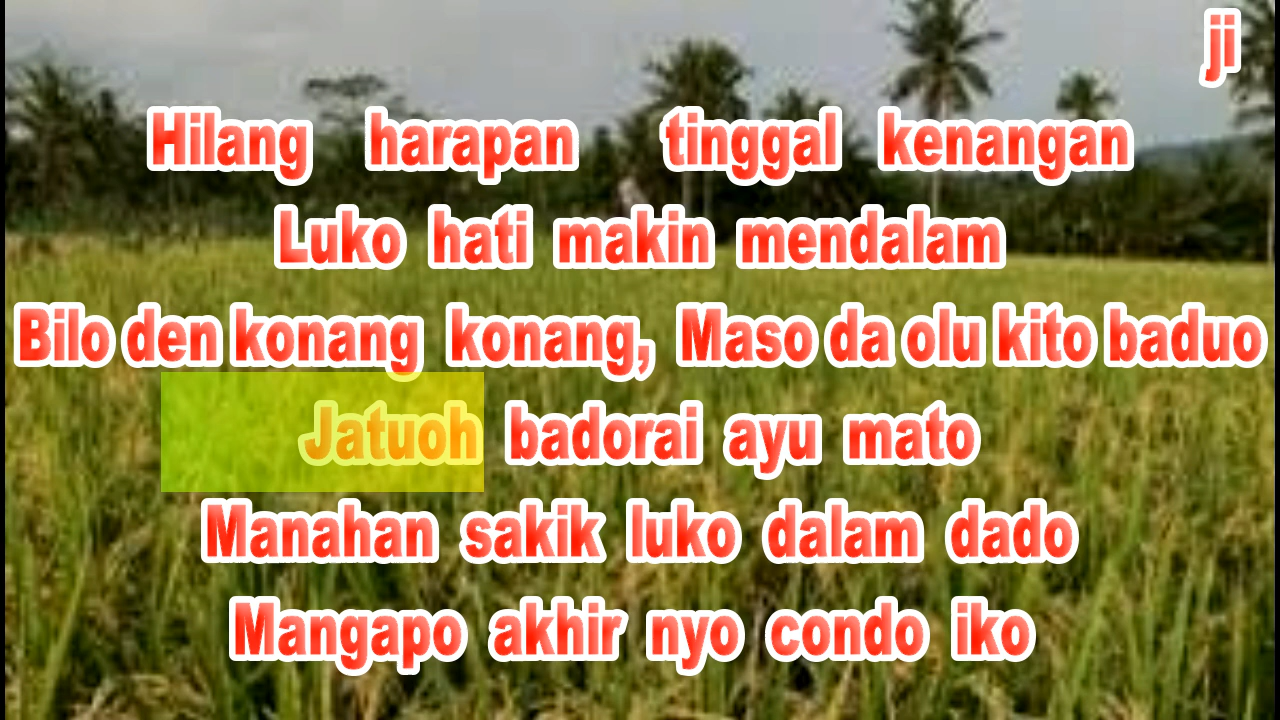 ji
Hilang harapan tinggal kenangan
Luko hati makin mendalam
Bilo den konang konang, Maso da olu kito baduo
Jatuoh badorai ayu mato
Manahan sakik luko dalam dado
Mangapo akhir nyo condo iko